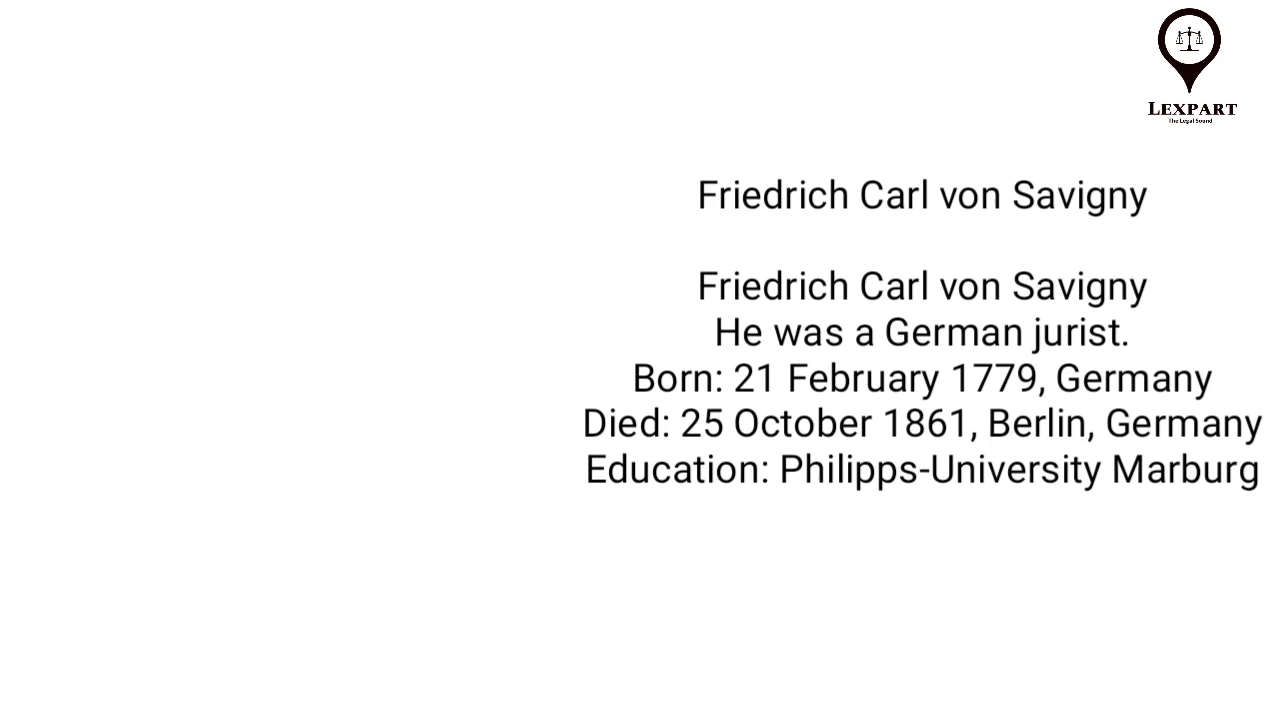 LEXPART
The Legal Sound
Friedrich Carl von Savigny
Friedrich Carl von Savigny
He was a German jurist.
Born: 21 February 1779, Germany
Died: 25 October 1861, Berlin, Germany
Education: Philipps-University Marburg